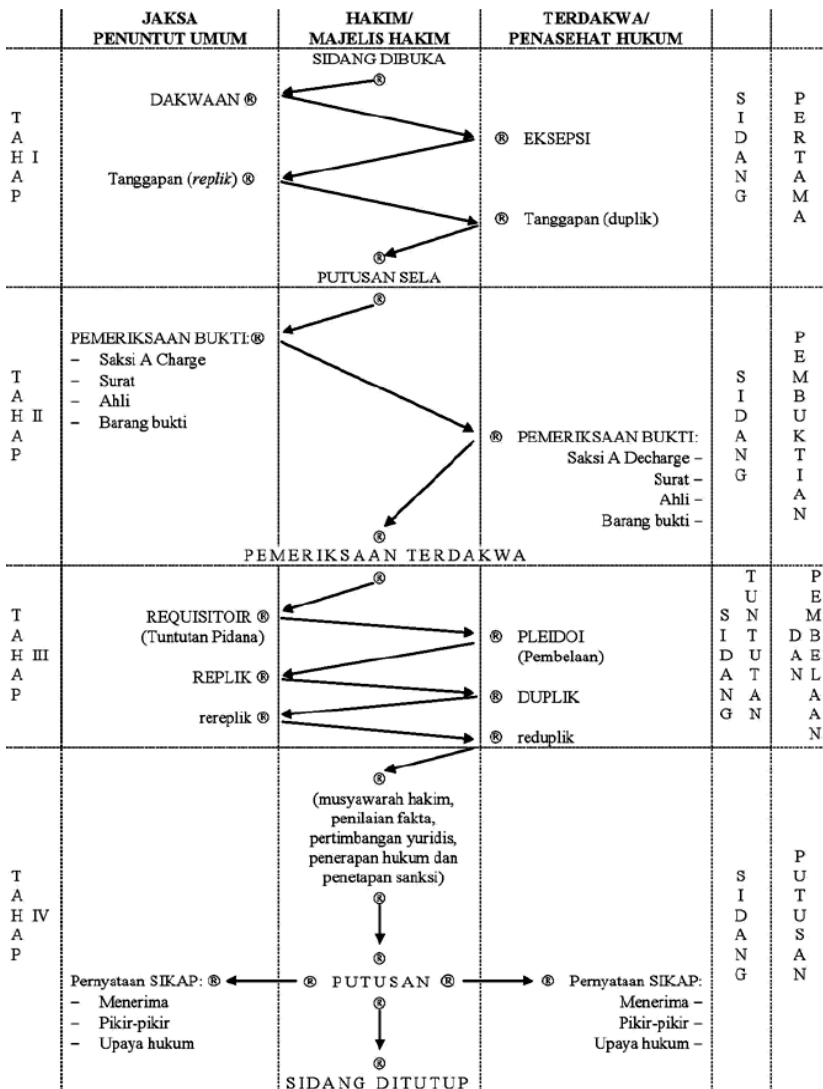 JAKSA
PENUNTUT UMUM
HAKIM/
MAJELIS HAKIM
TERDAKWA/
PENASEHAT HUKUM
TAHAP I
SIDANG DIBUKA
®
DAKWAAN ®
® EKSEPSI
Tanggapan (replik) ®
® Tanggapan (duplik)
®
PUTUSAN SELA
SIDANG
PERTAMA
TAHAP II
®
PEMERIKSAAN BUKTI:®
– Saksi A Charge
– Surat
– Ahli
– Barang bukti
® PEMERIKSAAN BUKTI:
Saksi A Decharge –
Surat –
Ahli –
Barang bukti –
®
PEMERIKSAAN TERDAKWA
SIDANG
PEMBUKTIAN
TAHAP III
®
REQUISITOIR ®
(Tuntutan Pidana)
® PLEIDOI
(Pembelaan)
REPLIK ®
® DUPLIK
rereplik ®
® reduplik
SIDANG
TUNTUTAN
DAN
PEMBELAAN
TAHAP IV
®
(musyawarah hakim,
penilaian fakta,
pertimbangan yuridis,
penerapan hukum dan
penetapan sanksi)
®
®
® PUTUSAN ®
Pernyataan SIKAP: ®
– Menerima
– Pikir-pikir
– Upaya hukum
® Pernyataan SIKAP:
Menerima –
Pikir-pikir –
Upaya hukum –
®
®
SIDANG DITUTUP
SIDANG
PUTUSAN